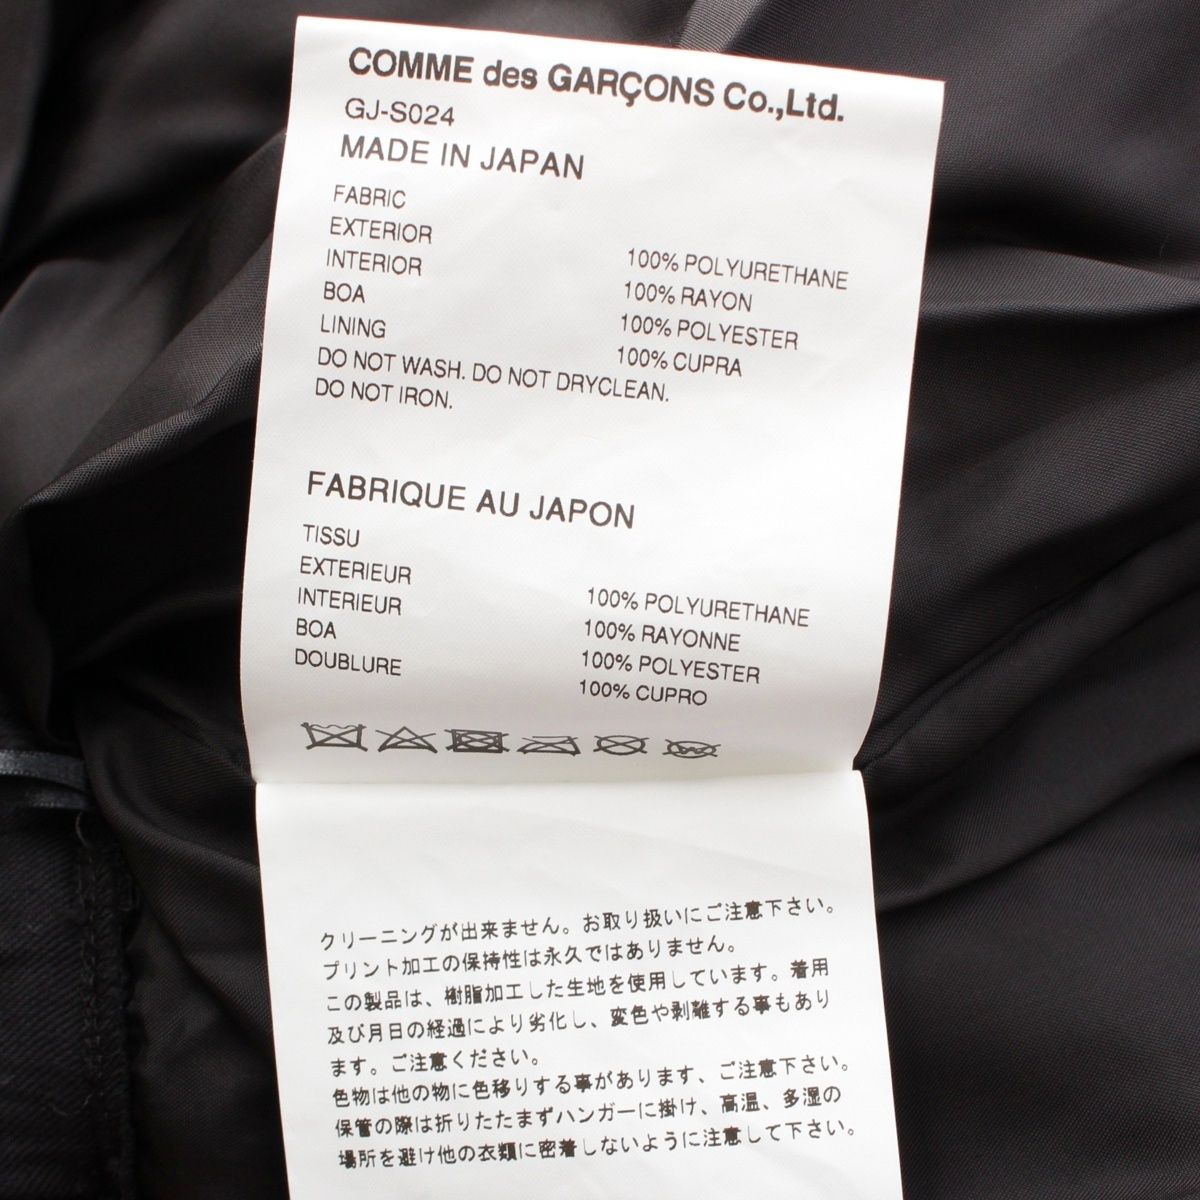 COMME des GARÇONS Co.,Ltd.
GJ-S024
MADE IN JAPAN
FABRIC
EXTERIOR 100% POLYURETHANE
INTERIOR 100% RAYON
BOA 100% POLYESTER
LINING 100% CUPRA
DO NOT WASH. DO NOT DRYCLEAN.
DO NOT IRON.
FABRIQUE AU JAPON
TISSU
EXTERIEUR 100% POLYURETHANE
INTERIEUR 100% RAYONNE
BOA 100% POLYESTER
DOUBLURE 100% CUPRO
クリーニングが出来ません。お取り扱いにご注意下さい。
プリント加工の保持性は永久ではありません。
この製品は、樹脂加工した生地を使用しています。着用
及び月日の経過により劣化し、変色や剥離する事もあり
ます。ご注意ください。
色物は他の物に色移りする事があります、ご注意下さい。
保管の際は折りたたまずハンガーに掛け、高温、多湿の
場所を避け他の衣類に密着しないように注意して下さい。